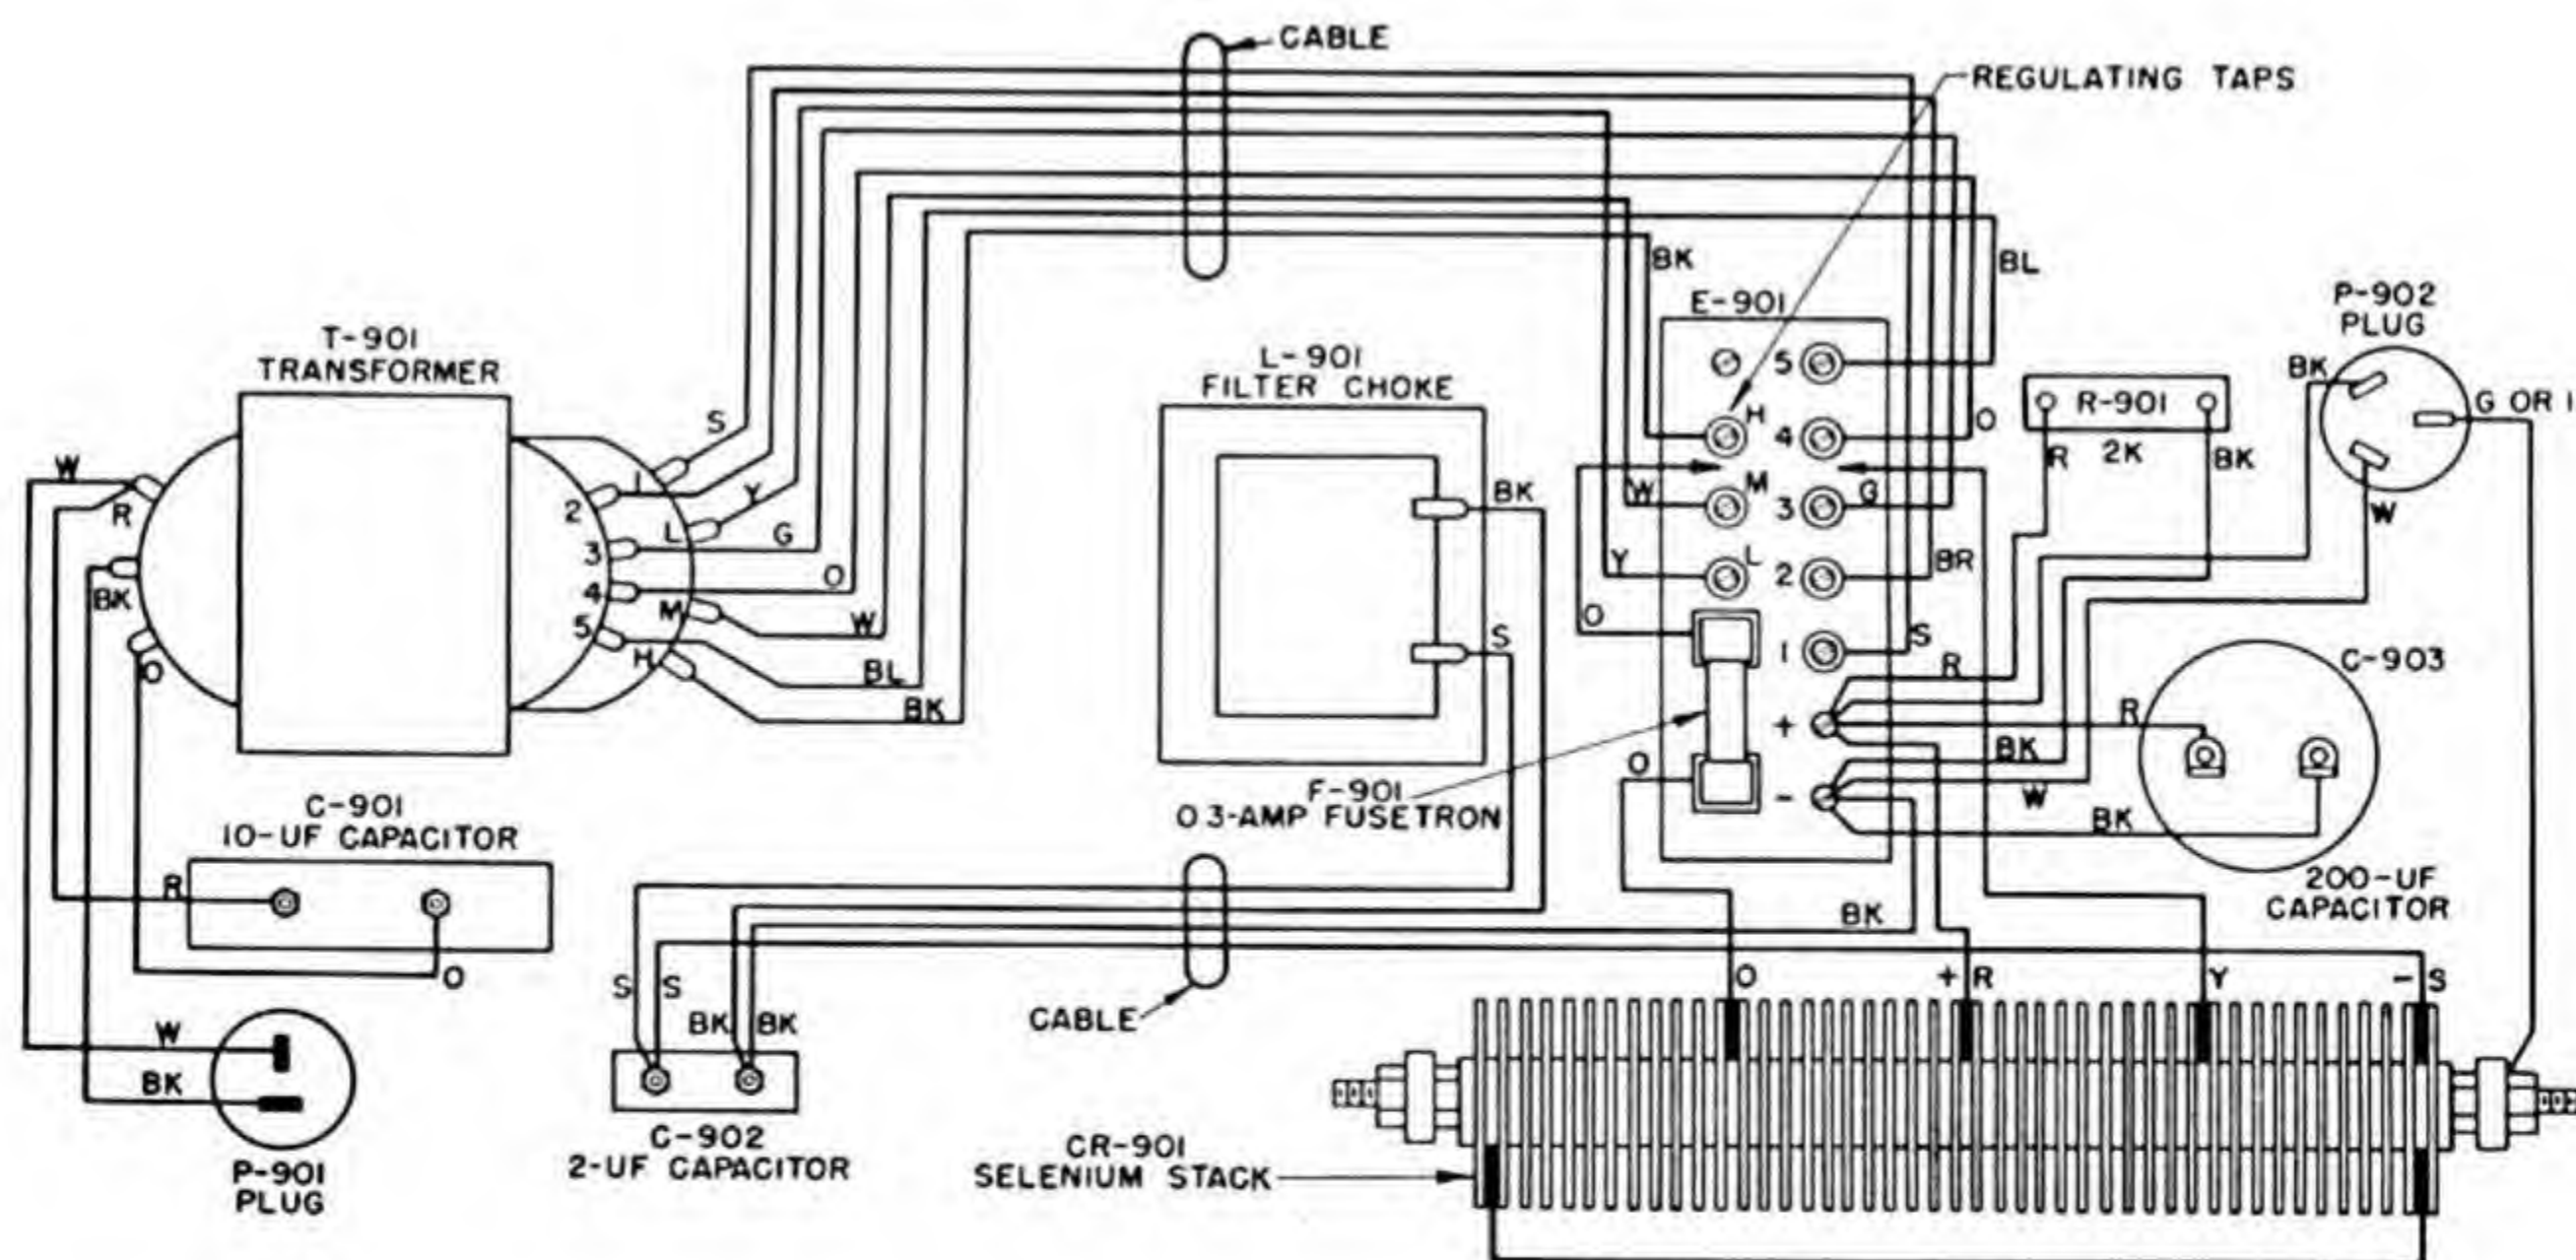 CABLE
REGULATING TAPS
BK
BL
E-901
P-902
PLUG
T-901
TRANSFORMER
L-901
FILTER CHOKE
5
BK
G OR
H
4
O
R-901
S
W
R
2K
BK
1
2
Y
BK
W
M
3
G
W
R
L
3
G
Y
L
2
BR
BK
4
O
M
W
O
5
H
S
1
S
R
C-903
O
BL
BK
+
R
BK
O
F-901
0 3-AMP FUSETRON
-
W
BK
C-901
10-UF CAPACITOR
200-UF
CAPACITOR
R
BK
O
S
S
O
+
R
Y
-
S
W
BK
BK
CABLE
BK
C-902
2-UF CAPACITOR
CR-901
SELENIUM STACK
P-901
PLUG